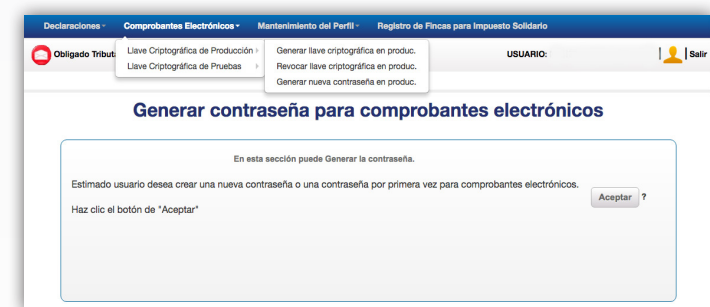 Declaraciones Comprobantes Electrónicos Mantenimiento del Perfil Registro de Fincas para Impuesto Solidario
Obligado Tribut USUARIO: Salir
Llave Criptográfica de Producción
Llave Criptográfica de Pruebas
Generar llave criptográfica en produc.
Revocar llave criptográfica en produc.
Generar nueva contraseña en produc.
Generar contraseña para comprobantes electrónicos
En esta sección puede Generar la contraseña.
Estimado usuario desea crear una nueva contraseña o una contraseña por primera vez para comprobantes electrónicos. Aceptar ?
Haz clic el botón de "Aceptar"